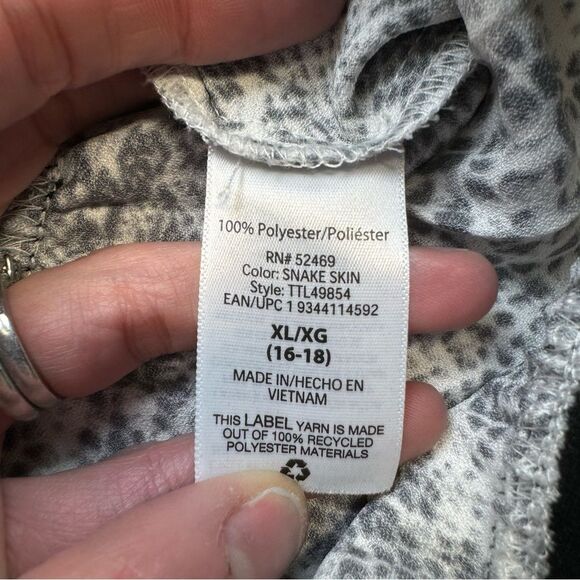 100% Polyester/Poliéster
RN# 52469
Color: SNAKE SKIN
Style: TTL49854
EAN/UPC 1 9344114592
XL/XG
(16-18)
MADE IN/HECHO EN
VIETNAM
THIS LABEL YARN IS MADE
OUT OF 100% RECYCLED
POLYESTER MATERIALS